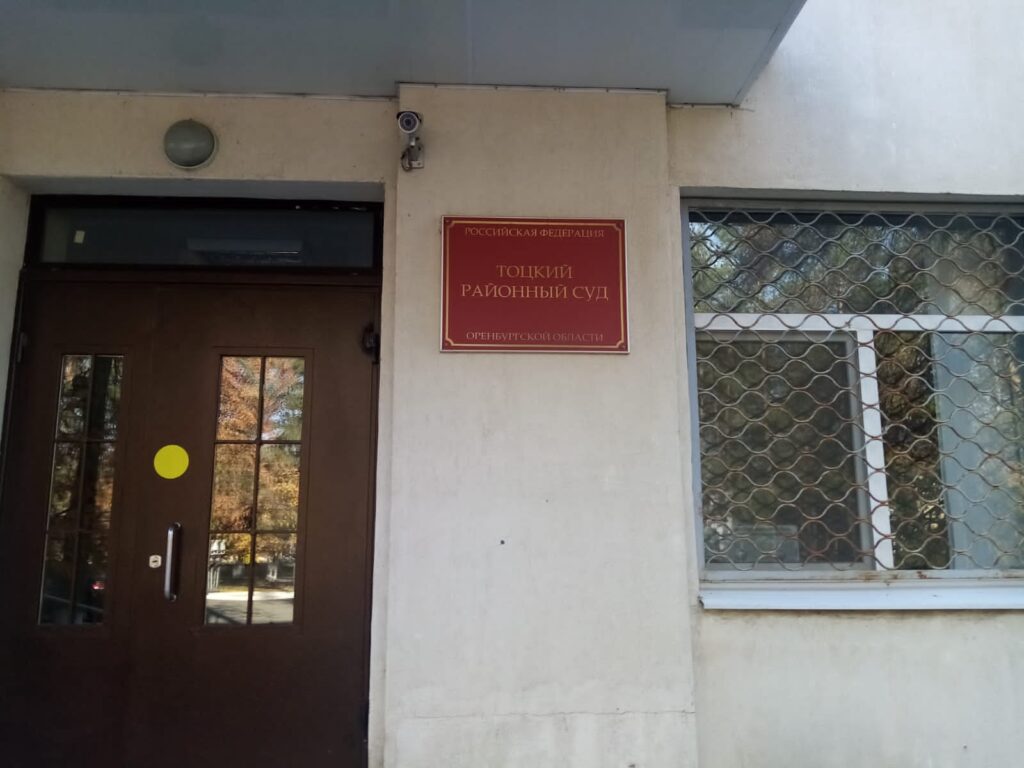 РОССИЙСКАЯ ФЕДЕРАЦИЯ
ТОЦКИЙ
РАЙОННЫЙ СУД
ОРЕНБУРГСКОЙ ОБЛАСТИ